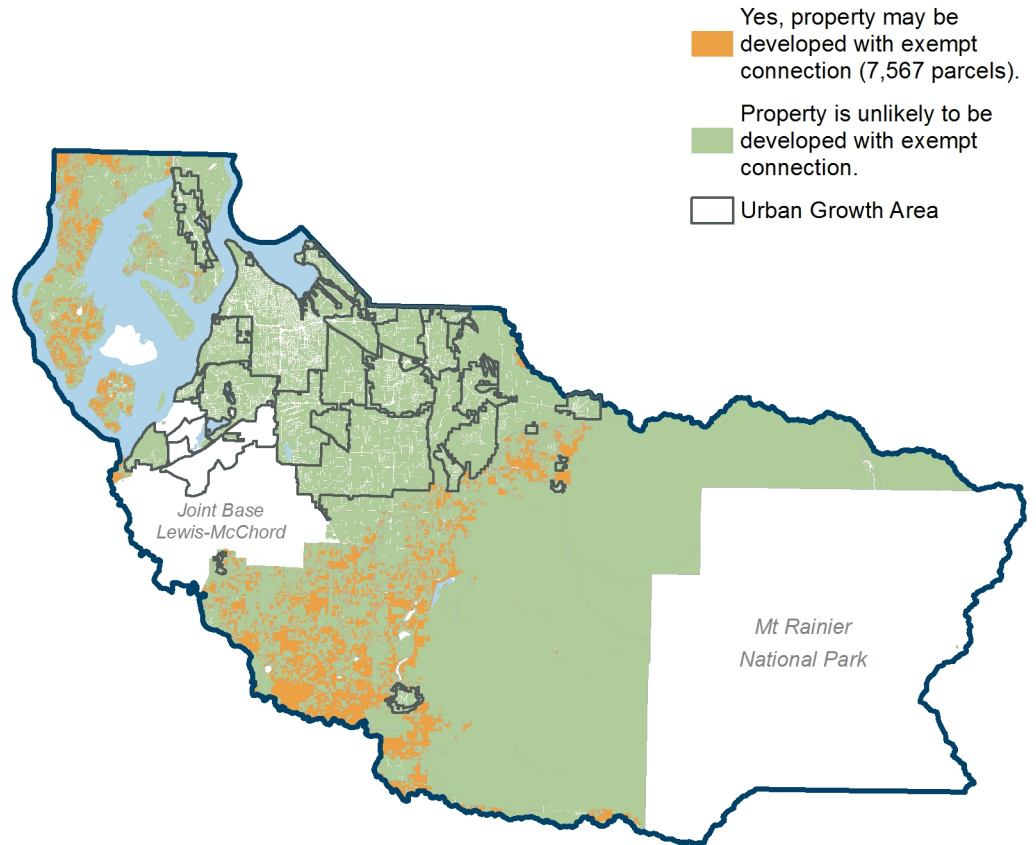 Yes, property may be
developed with exempt
connection (7,567 parcels).
Property is unlikely to be
developed with exempt
connection.
Urban Growth Area
Joint Base
Lewis-McChord
Mt Rainier
National Park